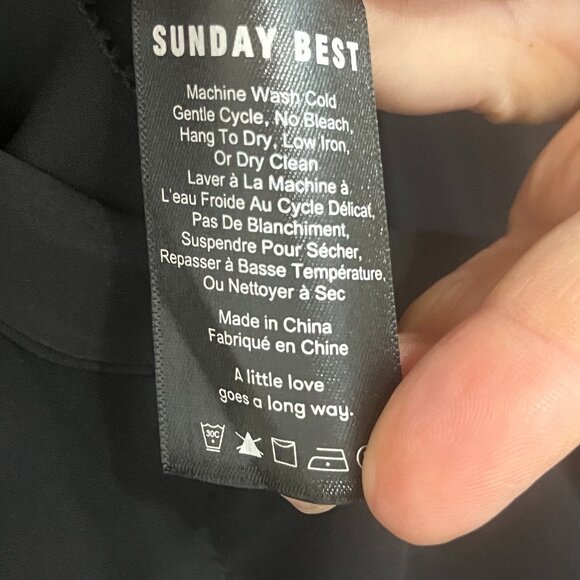 SUNDAY BEST
Machine Wash Cold
Gentle Cycle, No Bleach,
Hang To Dry, Low Iron,
Or Dry Clean
Laver à La Machine à
L'eau Froide Au Cycle Délicat,
Pas De Blanchiment,
Suspendre Pour Sécher,
Repasser à Basse Température,
Ou Nettoyer à Sec
Made in China
Fabriqué en Chine
A little love
goes a long way.
30C